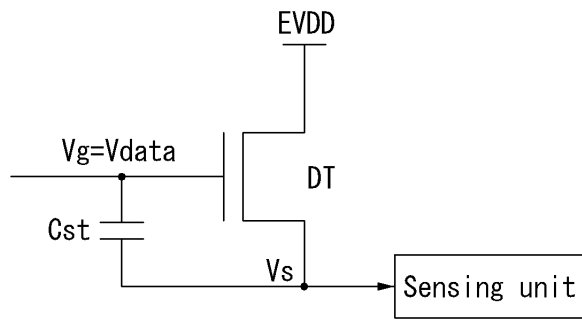 EVDD
Vg=Vdata
DT
Cst
Vs
Sensing unit